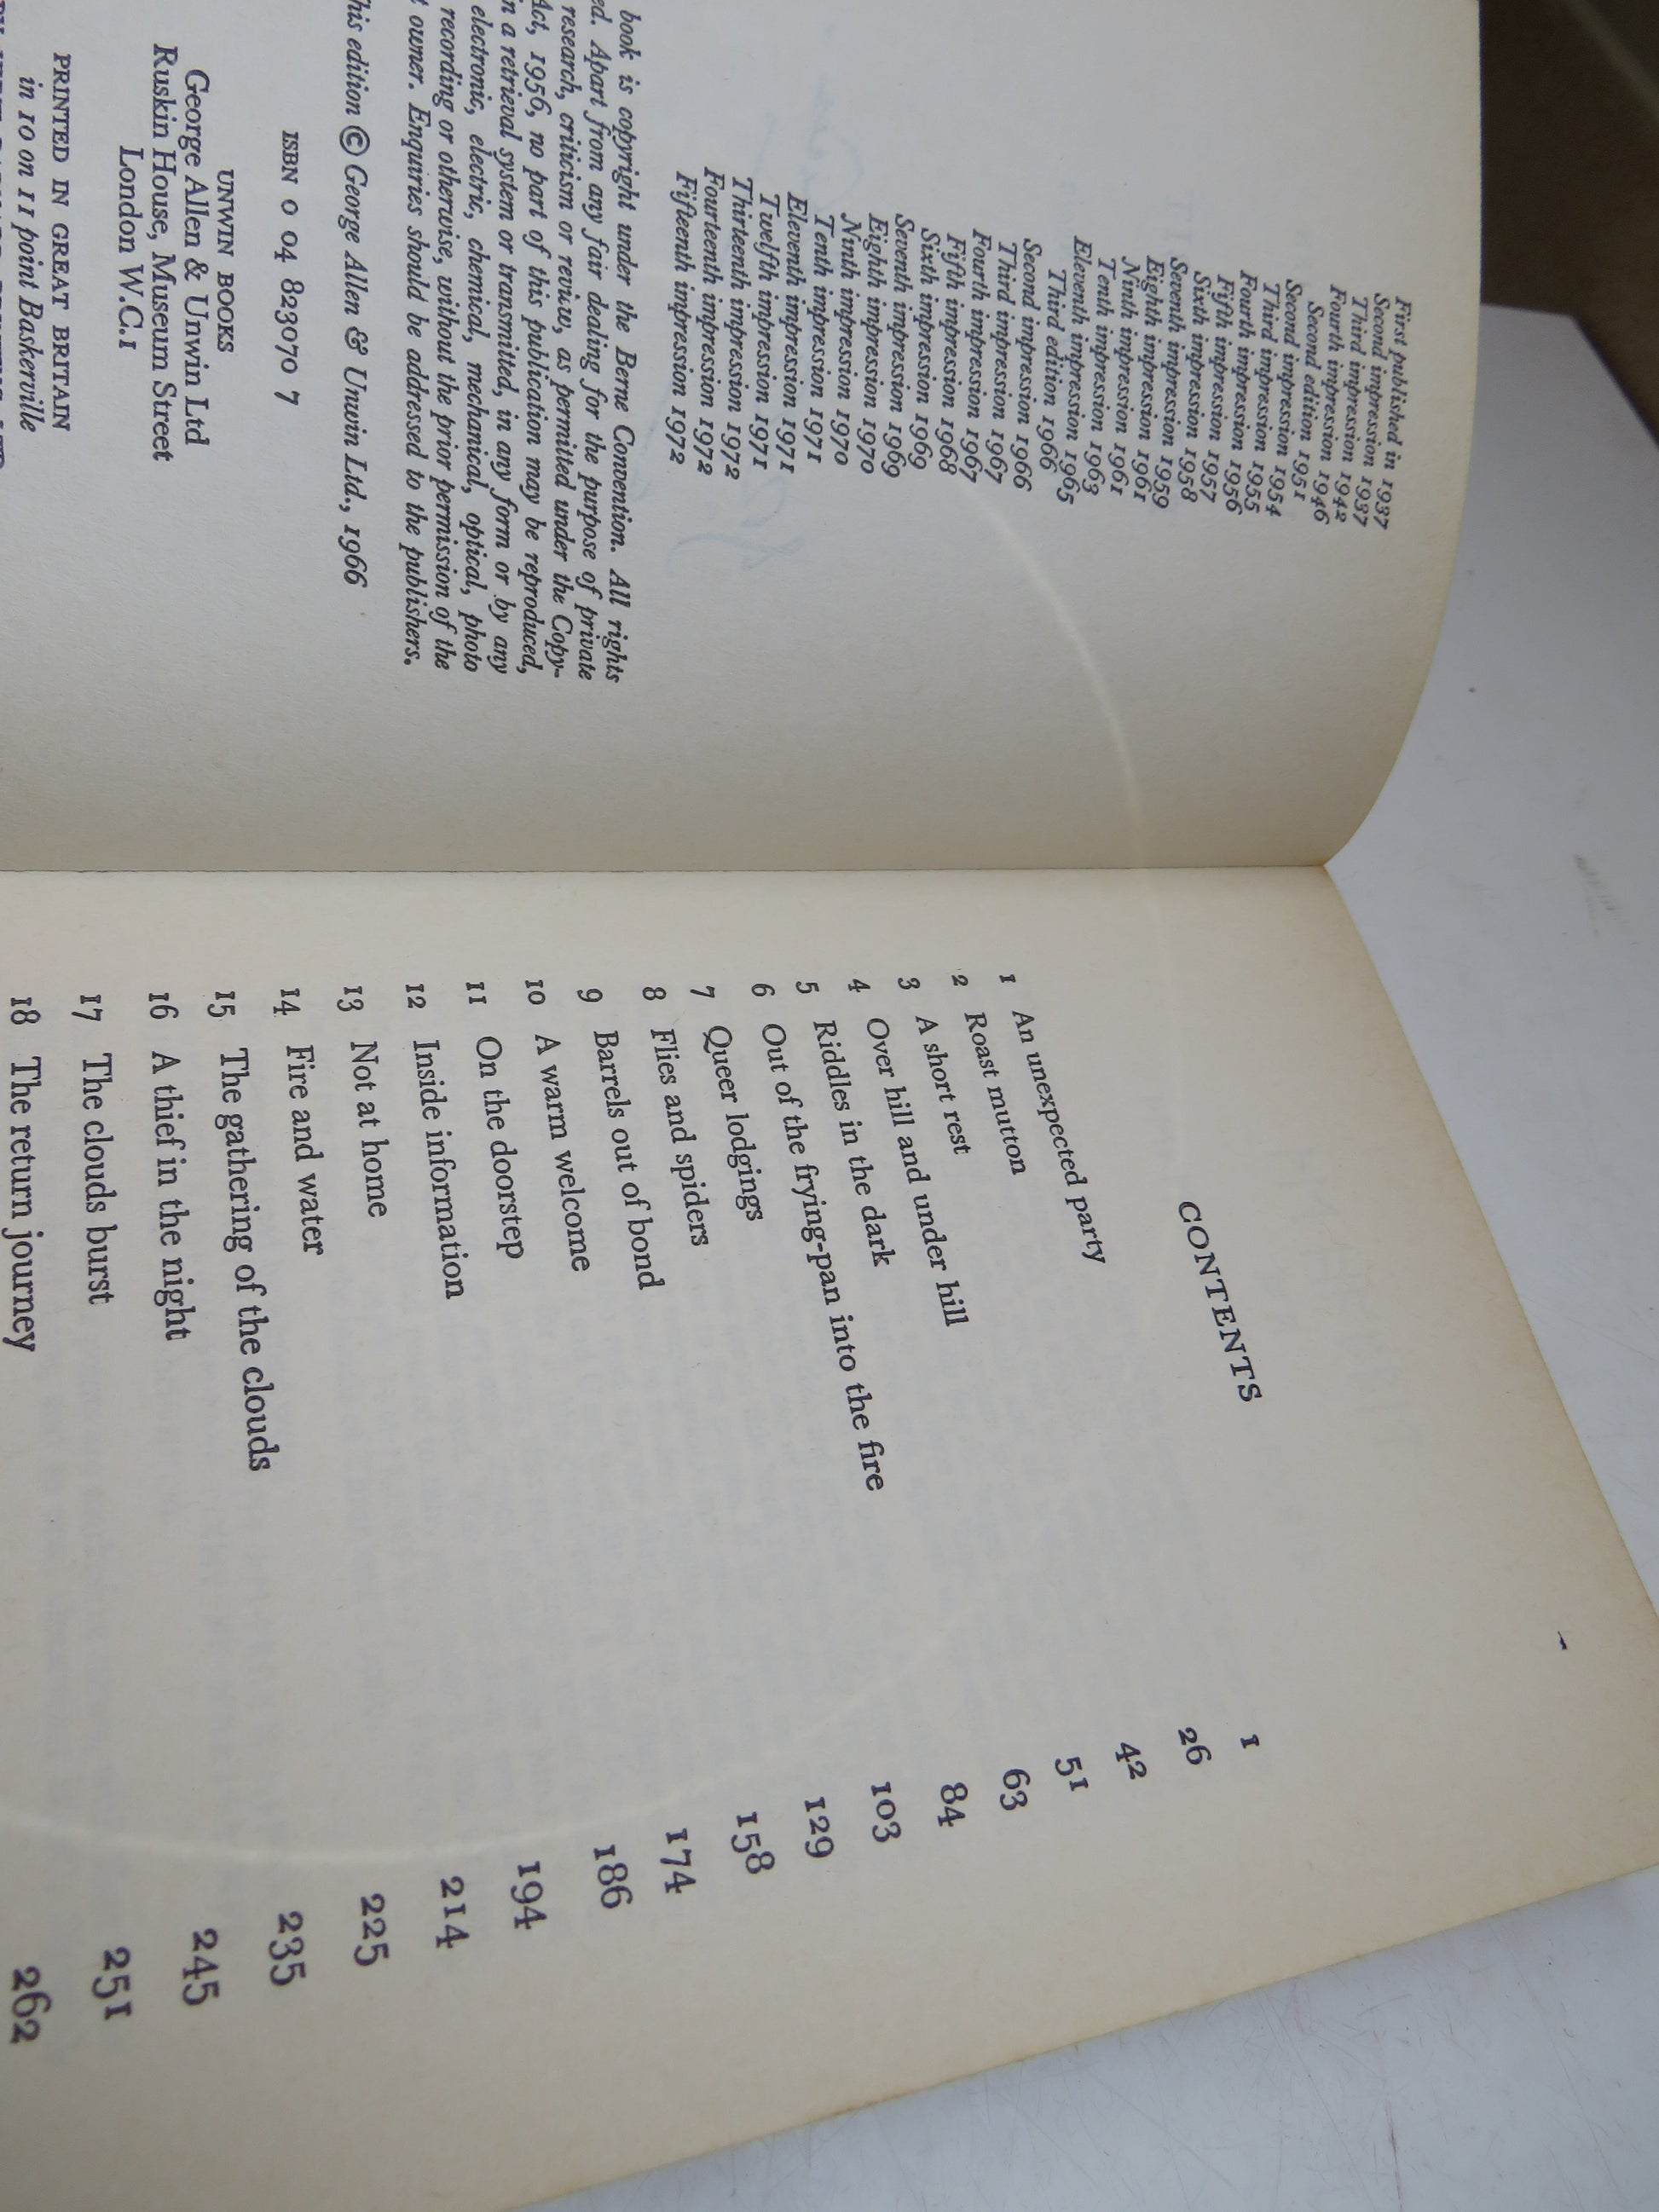 First published in 1937
Second impression 1937
Third impression 1937
Fourth impression 1942
Second edition 1946
Second impression 1951
Third impression 1954
Fourth impression 1955
Fifth impression 1956
Sixth impression 1957
Seventh impression 1958
Eighth impression 1959
Ninth impression 1961
Tenth impression 1961
Eleventh impression 1963
Third edition 1965
Second impression 1966
Third impression 1966
Fourth impression 1967
Fifth impression 1967
Sixth impression 1968
Seventh impression 1969
Eighth impression 1969
Ninth impression 1970
Tenth impression 1970
Eleventh impression 1971
Twelfth impression 1971
Thirteenth impression 1971
Fourteenth impression 1972
Fifteenth impression 1972
book is copyright under the Berne Convention. All rights
ed. Apart from any fair dealing for the purpose of private
research, criticism or review, as permitted under the Copy-
Act, 1956, no part of this publication may be reproduced,
n a retrieval system or transmitted, in any form or by any
electronic, electric, chemical, mechanical, optical, photo
recording or otherwise, without the prior permission of the
owner. Enquiries should be addressed to the publishers.
his edition © George Allen & Unwin Ltd., 1966
ISBN 0 04 823070 7
UNWIN BOOKS
George Allen & Unwin Ltd
Ruskin House, Museum Street
London W.C.1
PRINTED IN GREAT BRITAIN
in 10 on 11 point Baskerville
CONTENTS
1 An unexpected party 1
2 Roast mutton 26
3 A short rest 42
4 Over hill and under hill 51
5 Riddles in the dark 63
6 Out of the frying-pan into the fire 84
7 Queer lodgings 103
8 Flies and spiders 129
9 Barrels out of bond 158
10 A warm welcome 174
11 On the doorstep 186
12 Inside information 194
13 Not at home 214
14 Fire and water 225
15 The gathering of the clouds 235
16 A thief in the night 245
17 The clouds burst 251
18 The return journey 262